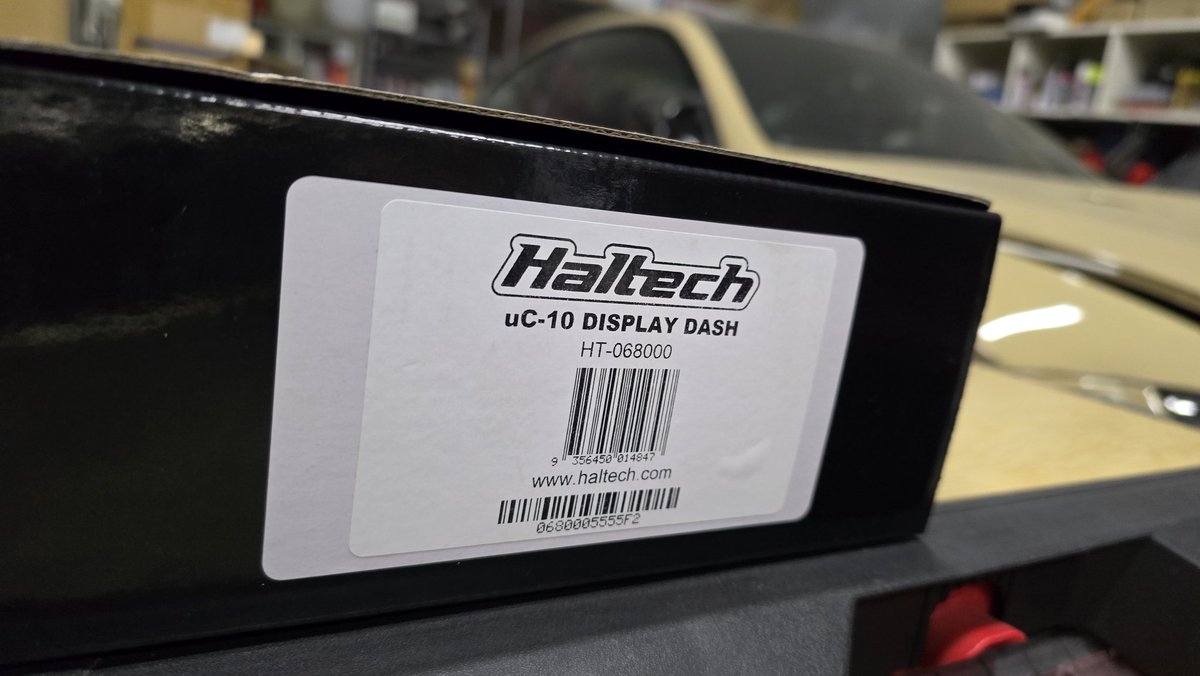 Haltech
uC-10 DISPLAY DASH
HT-068000
9 356450 014847
www.haltech.com
0680005555F2